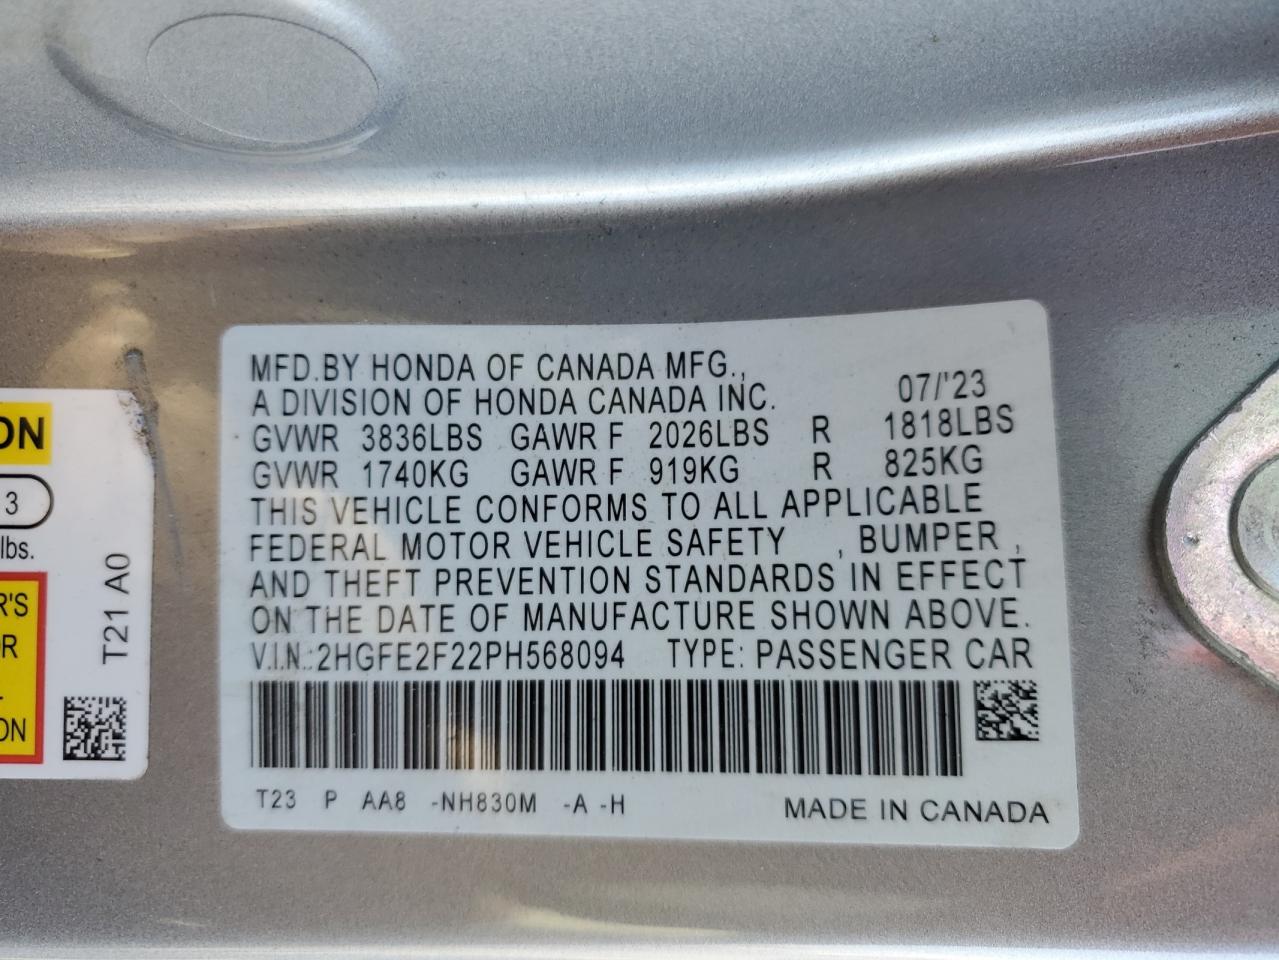 MFD.BY HONDA OF CANADA MFG.,
A DIVISION OF HONDA CANADA INC. 07/'23
GVWR 3836LBS GAWR F 2026LBS R 1818LBS
GVWR 1740KG GAWR F 919KG R 825KG
THIS VEHICLE CONFORMS TO ALL APPLICABLE
FEDERAL MOTOR VEHICLE SAFETY , BUMPER ,
AND THEFT PREVENTION STANDARDS IN EFFECT
ON THE DATE OF MANUFACTURE SHOWN ABOVE.
V.I.N.:2HGFE2F22PH568094 TYPE: PASSENGER CAR
T23 P AA8 -NH830M -A -H MADE IN CANADA
3
lbs.
T21 A0